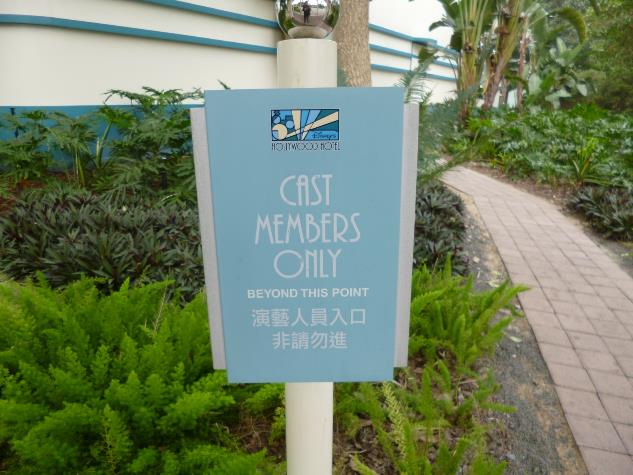 Disney's
HOLLYWOOD HOTEL
CAST
MEMBERS
ONLY
BEYOND THIS POINT
演藝人員入口
非請勿進